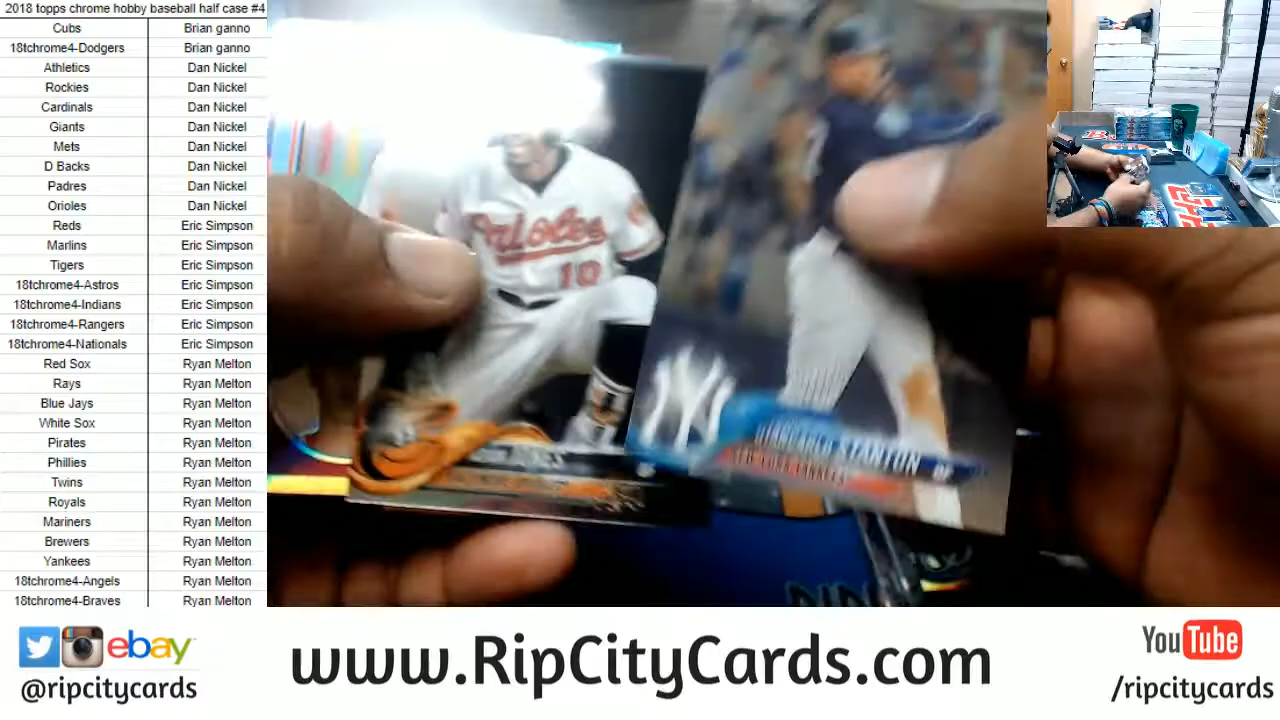 2018 topps chrome hobby baseball half case #4
Cubs Brian ganno
18tchrome4-Dodgers Brian ganno
Athletics Dan Nickel
Rockies Dan Nickel
Cardinals Dan Nickel
Giants Dan Nickel
Mets Dan Nickel
D Backs Dan Nickel
Padres Dan Nickel
Orioles Dan Nickel
Reds Eric Simpson
Marlins Eric Simpson
Tigers Eric Simpson
18tchrome4-Astros Eric Simpson
18tchrome4-Indians Eric Simpson
18tchrome4-Rangers Eric Simpson
18tchrome4-Nationals Eric Simpson
Red Sox Ryan Melton
Rays Ryan Melton
Blue Jays Ryan Melton
White Sox Ryan Melton
Pirates Ryan Melton
Phillies Ryan Melton
Twins Ryan Melton
Royals Ryan Melton
Mariners Ryan Melton
Brewers Ryan Melton
Yankees Ryan Melton
18tchrome4-Angels Ryan Melton
18tchrome4-Braves Ryan Melton
Orioles
10
NY
STANTON
NEW YORK YANKEES
ebay
@ripcitycards
www.RipCityCards.com
YouTube
/ripcitycards